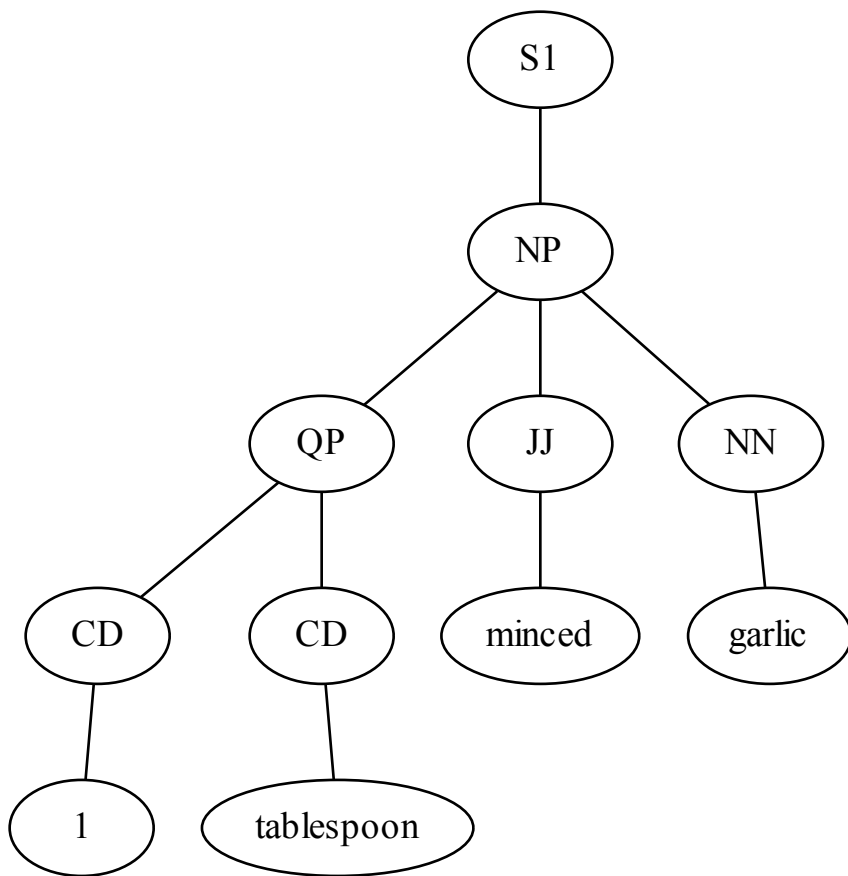 S1
NP
QP JJ NN
CD CD minced garlic
1 tablespoon